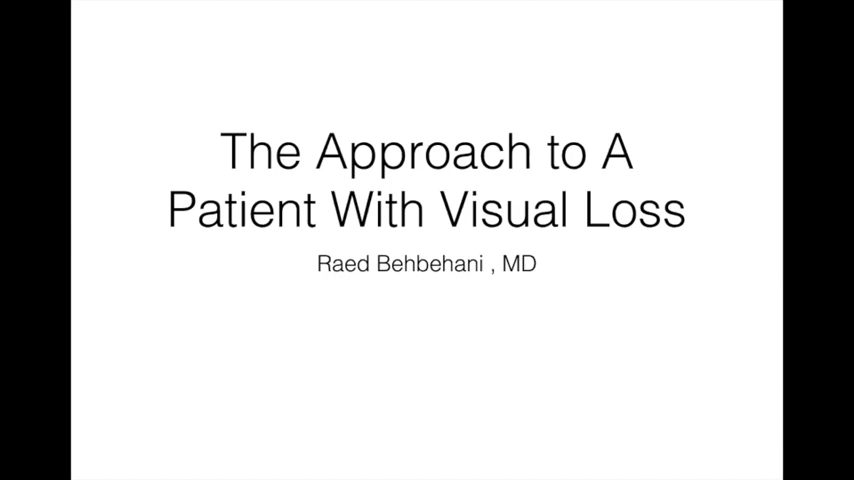 The Approach to A
Patient With Visual Loss
Raed Behbehani , MD